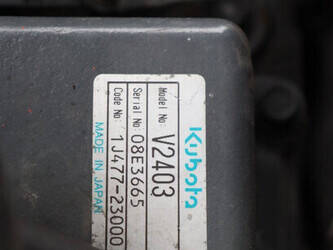 Kubota
Model No: V2403
Serial No: 08E3665
Code No: 1J477-23000
MADE IN JAPAN